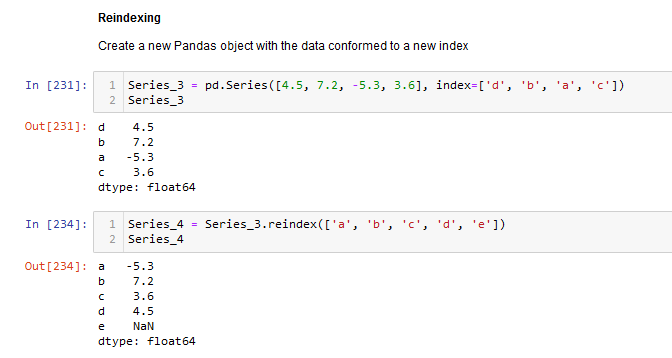 Reindexing
Create a new Pandas object with the data conformed to a new index
In [231]: 1 Series_3 = pd.Series([4.5, 7.2, -5.3, 3.6], index=['d', 'b', 'a', 'c'])
2 Series_3
Out[231]: d 4.5
b 7.2
a -5.3
c 3.6
dtype: float64
In [234]: 1 Series_4 = Series_3.reindex(['a', 'b', 'c', 'd', 'e'])
2 Series_4
Out[234]: a -5.3
b 7.2
c 3.6
d 4.5
e NaN
dtype: float64